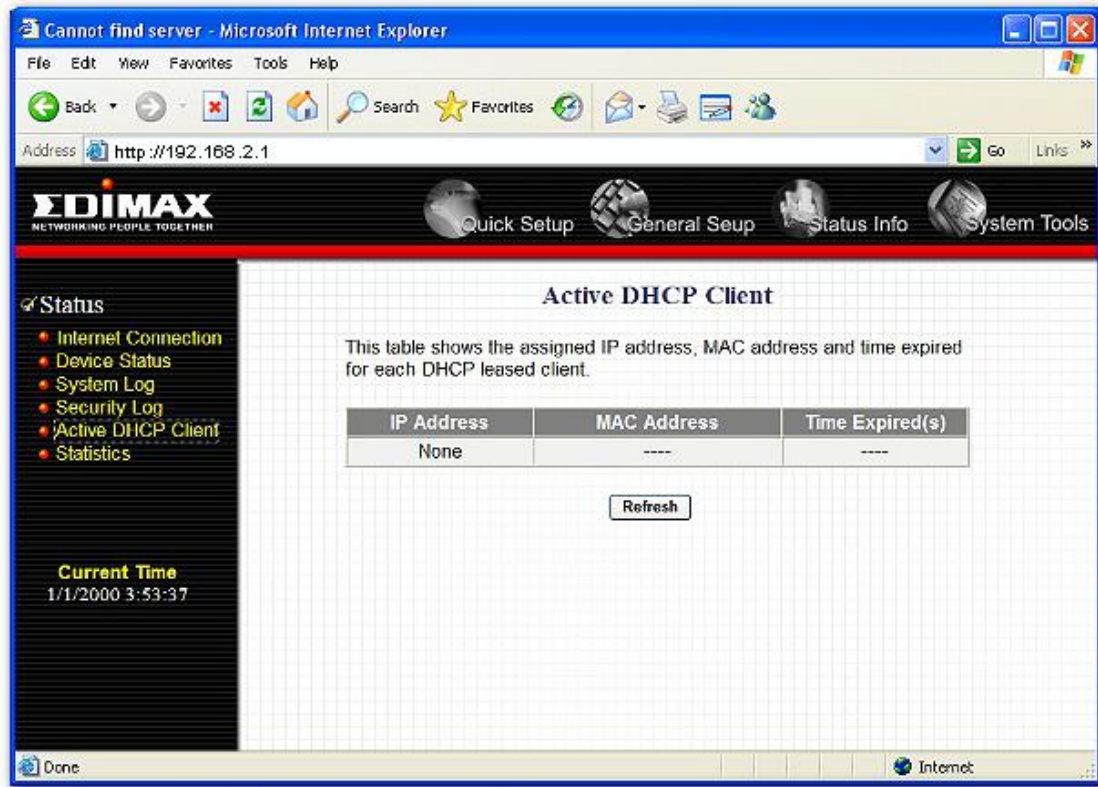 Cannot find server - Microsoft Internet Explorer
File Edit View Favorites Tools Help
Back Search Favorites
Address http://192.168.2.1 Go Links »
EDIMAX
NETWORKING PEOPLE TOGETHER
Quick Setup General Seup Status Info System Tools
Status
Internet Connection
Device Status
System Log
Security Log
Active DHCP Client
Statistics
Current Time
1/1/2000 3:53:37
Active DHCP Client
This table shows the assigned IP address, MAC address and time expired
for each DHCP leased client.
IP Address MAC Address Time Expired(s)
None ---- ----
Refresh
Done Internet